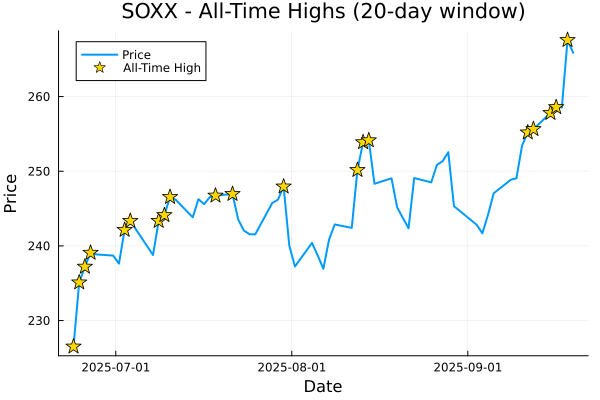 SOXX - All-Time Highs (20-day window)
Price
All-Time High
260
250
240
230
Price
2025-07-01
2025-08-01
2025-09-01
Date